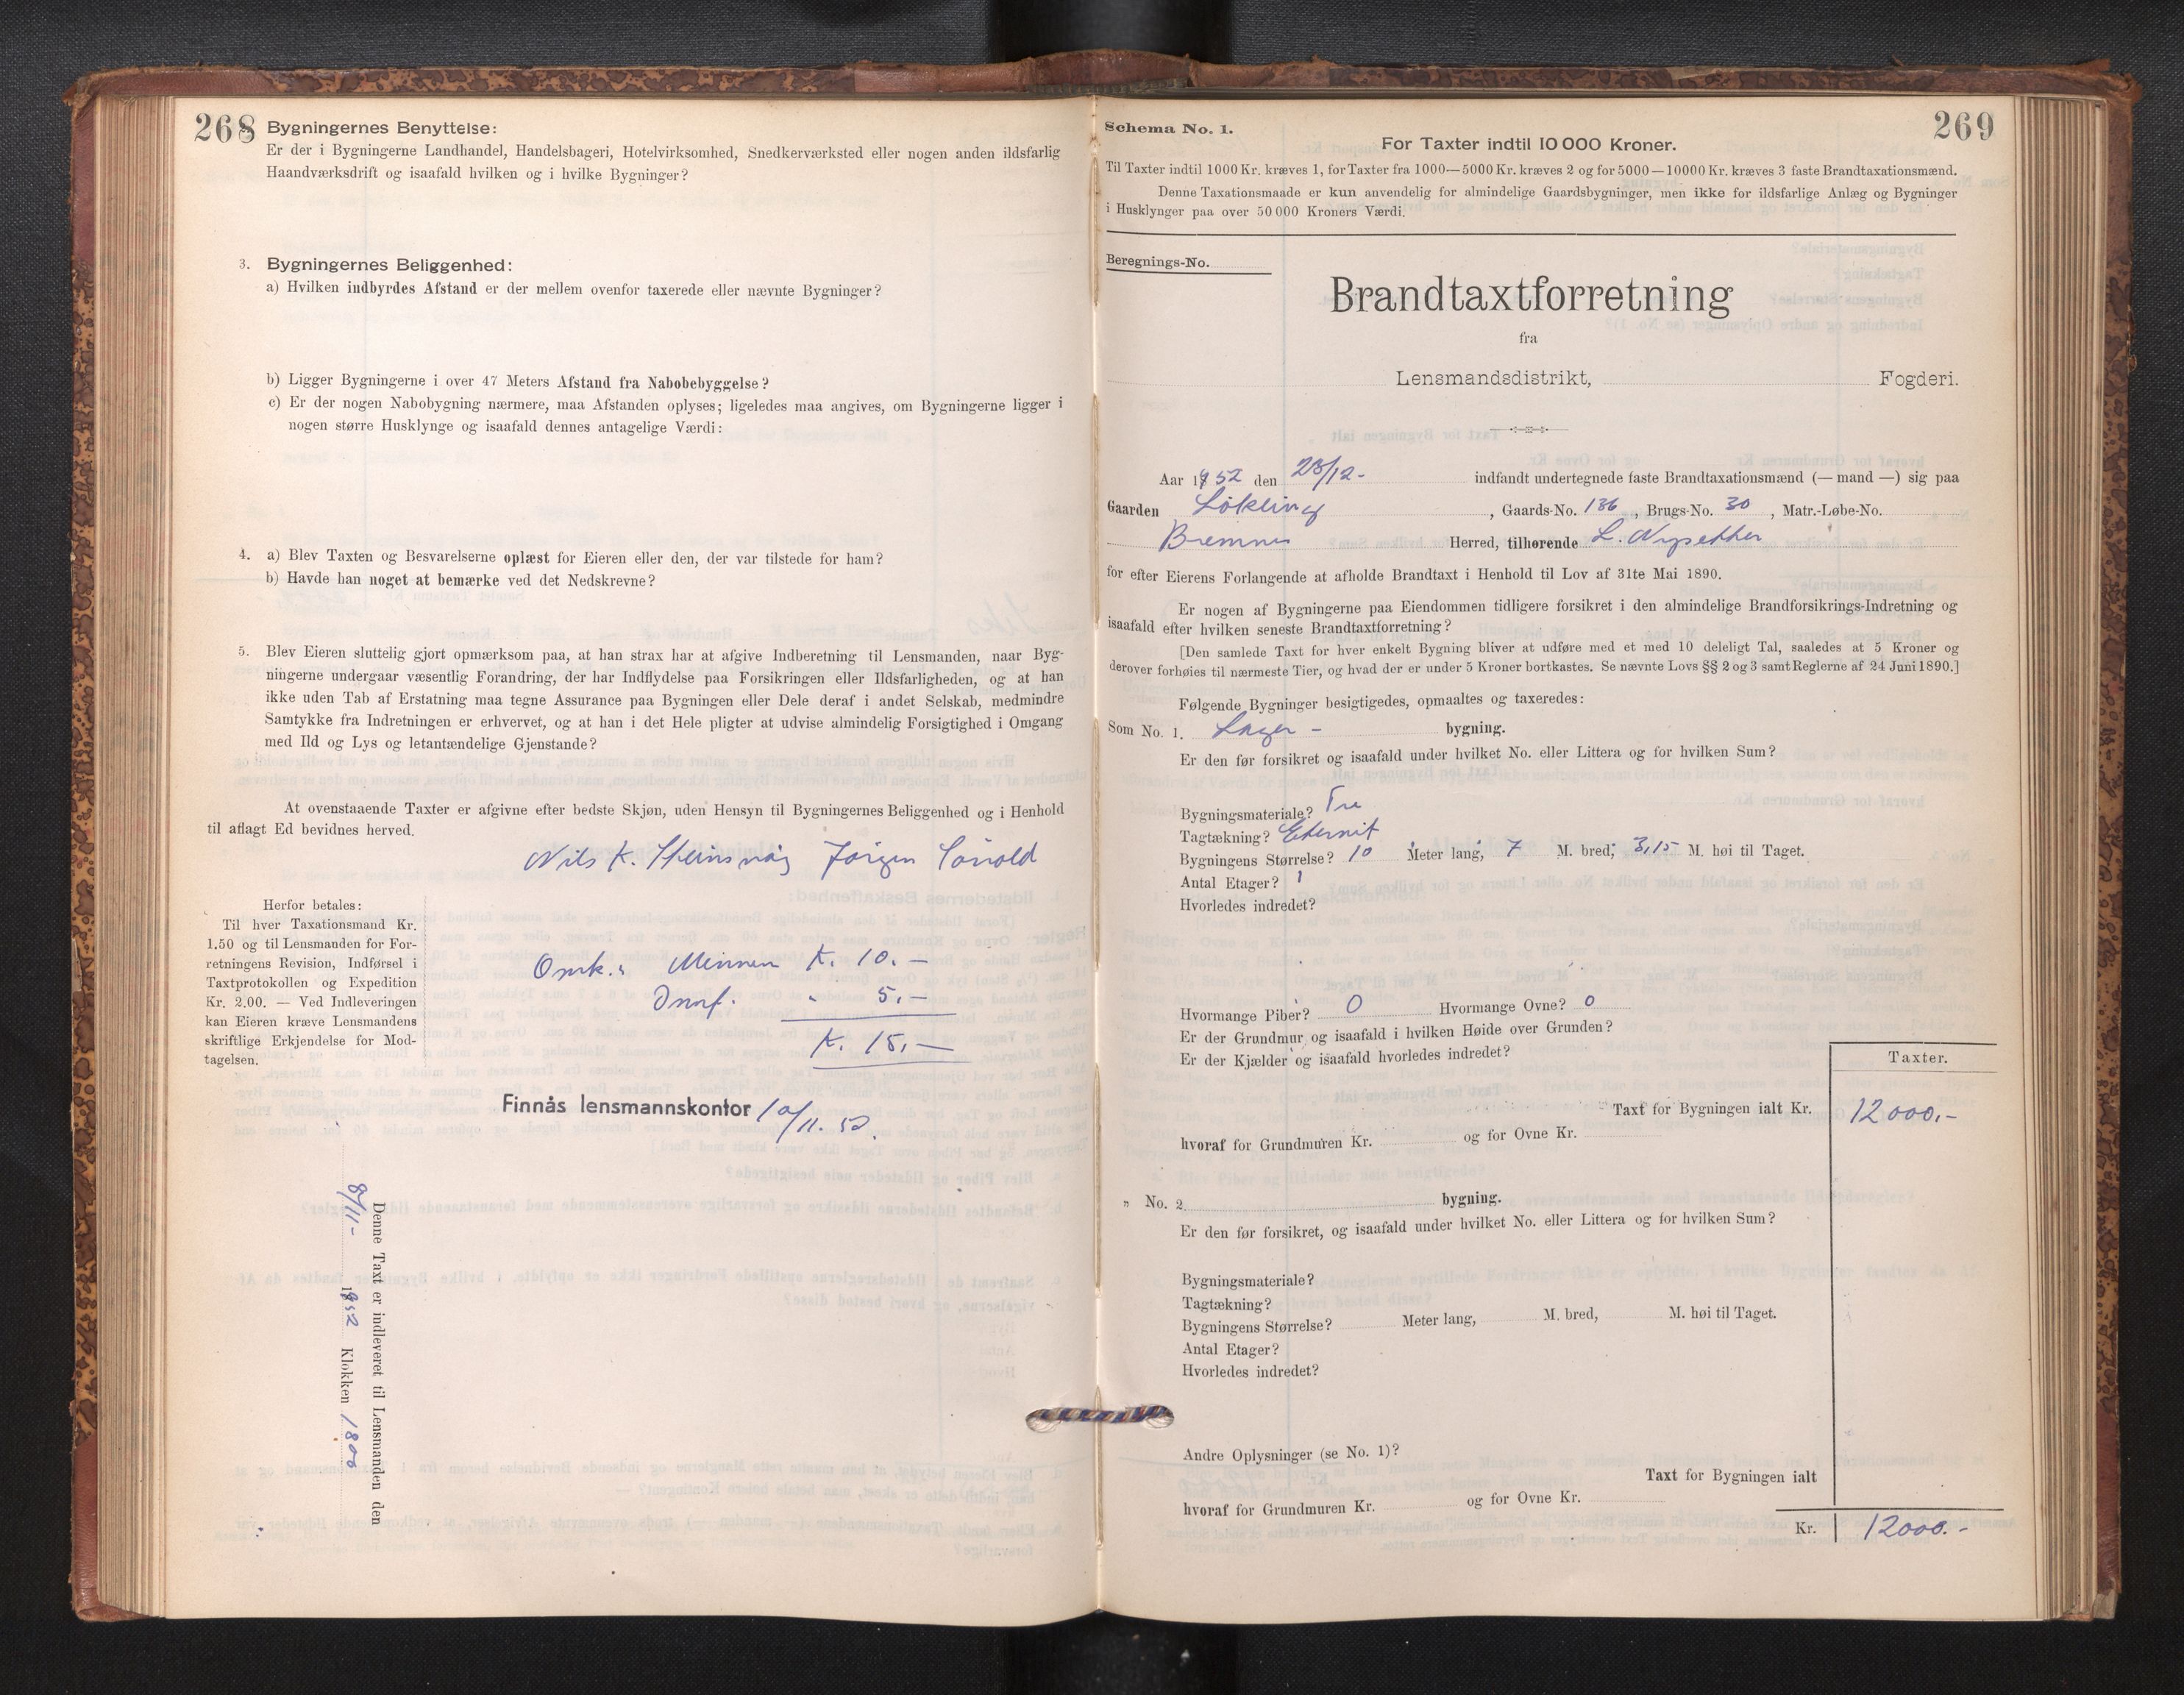 268
Bygningernes Benyttelse:
Er der i Bygningerne Landhandel, Handelsbageri, Hotelvirksomhed, Snedkerværksted eller nogen anden ildsfarlig
Haandværksdrift og isaafald hvilken og i hvilke Bygninger?
3. Bygningernes Beliggenhed:
a) Hvilken indbyrdes Afstand er der mellem ovenfor taxerede eller nævnte Bygninger?
b) Ligger Bygningerne i over 47 Meters Afstand fra Nabobebyggelse?
c) Er der nogen Nabobygning nærmere, maa Afstanden oplyses; ligeledes maa angives, om Bygningerne ligger i
nogen større Husklynge og isaafald dennes antagelige Værdi:
4. a) Blev Taxten og Besvarelserne oplæst for Eieren eller den, der var tilstede for ham?
b) Havde han noget at bemærke ved det Nedskrevne?
5. Blev Eieren sluttelig gjort opmærksom paa, at han strax har at afgive Indberetning til Lensmanden, naar Byg-
ningerne undergaar væsentlig Forandring, der har Indflydelse paa Forsikringen eller Ildsfarligheden, og at han
ikke uden Tab af Erstatning maa tegne Assurance paa Bygningen eller Dele deraf i andet Selskab, medmindre
Samtykke fra Indretningen er erhvervet, og at han i det Hele pligter at udvise almindelig Forsigtighed i Omgang
med Ild og Lys og letantændelige Gjenstande?
At ovenstaaende Taxter er afgivne efter bedste Skjøn, uden Hensyn til Bygningernes Beliggenhed og i Henhold
til aflagt Ed bevidnes herved.
Nils K. Steinsvåg Jørgen
Herfor betales:
Til hver Taxationsmand Kr.
1.50 og til Lensmanden for For-
retningens Revision, Indførsel i
Taxtprotokollen og Expedition
Kr. 2.00. — Ved Indleveringen
kan Eieren kræve Lensmandens
skriftlige Erkjendelse for Mod-
tagelsen.
Omk.: K. 10.-
" 5.-
K. 15,-
Finnås lensmannskontor 10/11. 52.
Denne Taxt er indleveret til Lensmanden den
8/11- 1952 Klokken 1800
269
Schema No. 1.
For Taxter indtil 10 000 Kroner.
Til Taxter indtil 1000 Kr. kræves 1, for Taxter fra 1000—5000 Kr. kræves 2 og for 5000—10000 Kr. kræves 3 faste Brandtaxationsmænd.
Denne Taxationsmaade er kun anvendelig for almindelige Gaardsbygninger, men ikke for ildsfarlige Anlæg og Bygninger
i Husklynger paa over 50 000 Kroners Værdi.
Beregnings-No.
Brandtaxtforretning
fra
Lensmandsdistrikt, Fogderi.
Aar 1952 den 28/12- indfandt undertegnede faste Brandtaxationsmænd (— mand —) sig paa
Gaarden Løkling, Gaards-No. 136, Brugs-No. 30, Matr.-Løbe-No.
Bremnes Herred, tilhørende L. Nysether
for efter Eierens Forlangende at afholde Brandtaxt i Henhold til Lov af 31te Mai 1890.
Er nogen af Bygningerne paa Eiendommen tidligere forsikret i den almindelige Brandforsikrings-Indretning og
isaafald efter hvilken seneste Brandtaxtforretning?
[Den samlede Taxt for hver enkelt Bygning bliver at udføre med et med 10 deleligt Tal, saaledes at 5 Kroner og
derover forhøies til nærmeste Tier, og hvad der er under 5 Kroner bortkastes. Se nævnte Lovs §§ 2 og 3 samt Reglerne af 24 Juni 1890.]
Følgende Bygninger besigtigedes, opmaaltes og taxeredes:
Som No. 1. Lager - bygning.
Er den før forsikret og isaafald under hvilket No. eller Littera og for hvilken Sum?
Bygningsmateriale? Tre
Tagtækning? Eternit
Bygningens Størrelse? 10 Meter lang, 7 M. bred, 3,15 M. høi til Taget.
Antal Etager? 1
Hvorledes indredet?
Hvormange Piber? 0 Hvormange Ovne? 0
Er der Grundmur og isaafald i hvilken Høide over Grunden?
Er der Kjælder og isaafald hvorledes indredet?
Taxter.
Taxt for Bygningen ialt Kr. 12000.-
hvoraf for Grundmuren Kr. og for Ovne Kr.
" No. 2. bygning.
Er den før forsikret, og isaafald under hvilket No. eller Littera og for hvilken Sum?
Bygningsmateriale?
Tagtækning?
Bygningens Størrelse? Meter lang, M. bred, M. høi til Taget.
Antal Etager?
Hvorledes indredet?
Andre Oplysninger (se No. 1)?
Taxt for Bygningen ialt
hvoraf for Grundmuren Kr. og for Ovne Kr.
Kr. 12000.-